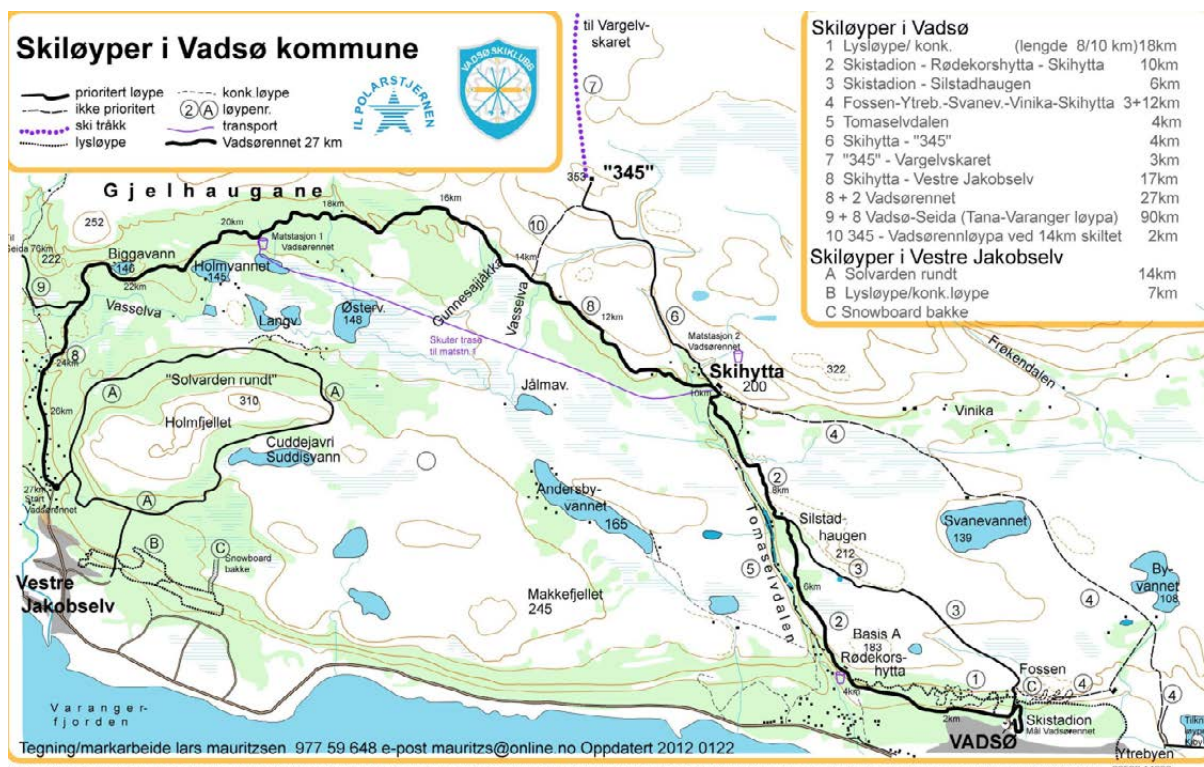 Skiløyper i Vadsø kommune
prioritert løype
ikke prioritert
ski tråkk
lysløype
konk.løype
2 A løypenr.
transport
Vadsørennet 27 km
IL POLARSTJERNEN
VADSØ SKIKLUBB
Skiløyper i Vadsø
1 Lysløype/ konk. (lengde 8/10 km)18km
2 Skistadion - Rødekorshytta - Skihytta 10km
3 Skistadion - Silstadhaugen 6km
4 Fossen-Ytreb.-Svanev.-Vinika-Skihytta 3+12km
5 Tomaselvdalen 4km
6 Skihytta - "345" 4km
7 "345" - Vargelvskaret 3km
8 Skihytta - Vestre Jakobselv 17km
8 + 2 Vadsørennet 27km
9 + 8 Vadsø-Seida (Tana-Varanger løypa) 90km
10 345 - Vadsørennløypa ved 14km skiltet 2km
Skiløyper i Vestre Jakobselv
A Solvarden rundt 14km
B Lysløype/konk.løype 7km
C Snowboard bakke
til Vargelv-
skaret
7
353
"345"
Gjelhaugane
252
20km
18km
16km
10
Til
Seida 70km
222
Biggavann
146
Matstasjon 1
Vadsørennet
14km
Holmvannet
145
22km
9
Vasselva
Langv.
Østerv.
148
Gunnesajjåkka
Vasselva
8
12km
6
Skuter trase
til matstn.1
Matstasjon 2
Vadsørennet
Frøkendalen
8
24km
A
"Solvarden rundt"
A
310
Holmfjellet
26km
Jålmav.
Skihytta
200
10km
322
Vinika
4
Cuddejavri
Suddisvann
A
27km
Start
Vadsørennet
Andersby-
vannet
165
2
8km
Silstad
haugen
212
3
Svanevannet
139
Tomaselvdalen
5
By-
vannet
108
B
C
Snowboard
bakke
Vestre
Jakobselv
Makkefjellet
245
6km
3
4
4
2
Basis A
183
Rødekors-
hytta
Fossen
C
1
4
4
4km
2km
Skistadion
Mål Vadsørennet
VADSØ
Ytrebyen
Varanger-
fjorden
Tegning/markarbeide lars mauritzsen 977 59 648 e-post mauritzs@online.no Oppdatert 2012 0122